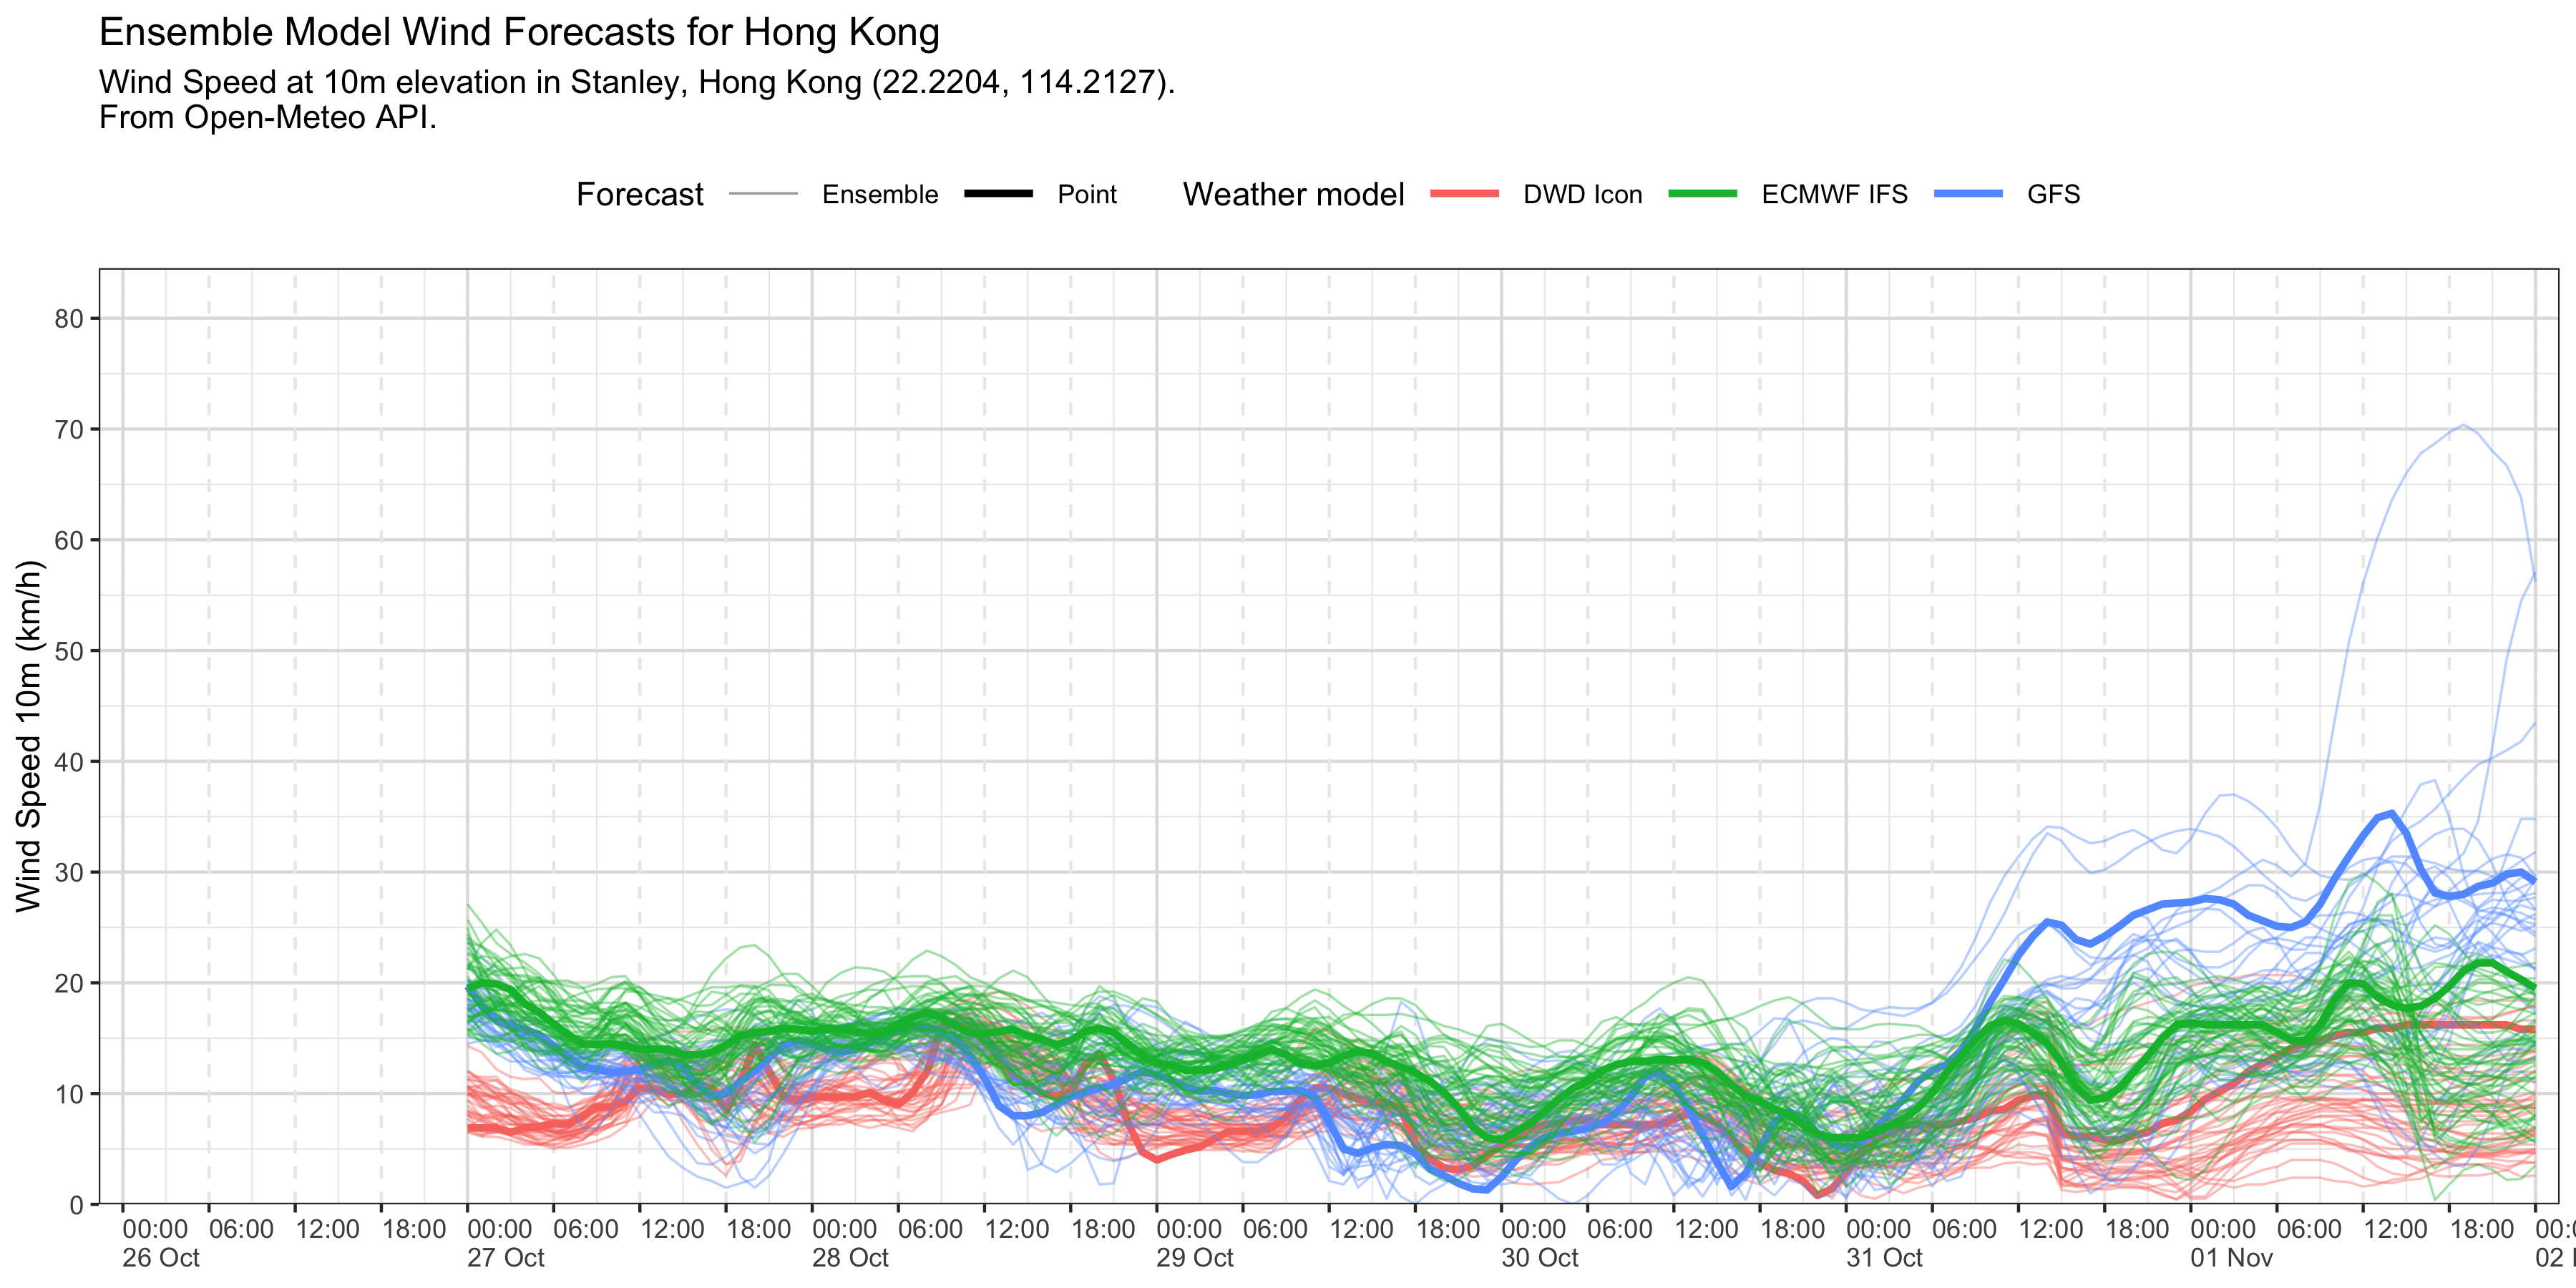 Ensemble Model Wind Forecasts for Hong Kong
Wind Speed at 10m elevation in Stanley, Hong Kong (22.2204, 114.2127).
From Open-Meteo API.
Forecast Ensemble Point Weather model DWD Icon ECMWF IFS GFS
Wind Speed 10m (km/h)
80
70
60
50
40
30
20
10
0
00:00 06:00 12:00 18:00 00:00 06:00 12:00 18:00 00:00 06:00 12:00 18:00 00:00 06:00 12:00 18:00 00:00 06:00 12:00 18:00 00:00 06:00 12:00 18:00 00:00 06:00 12:00 18:00
26 Oct 27 Oct 28 Oct 29 Oct 30 Oct 31 Oct 01 Nov 02